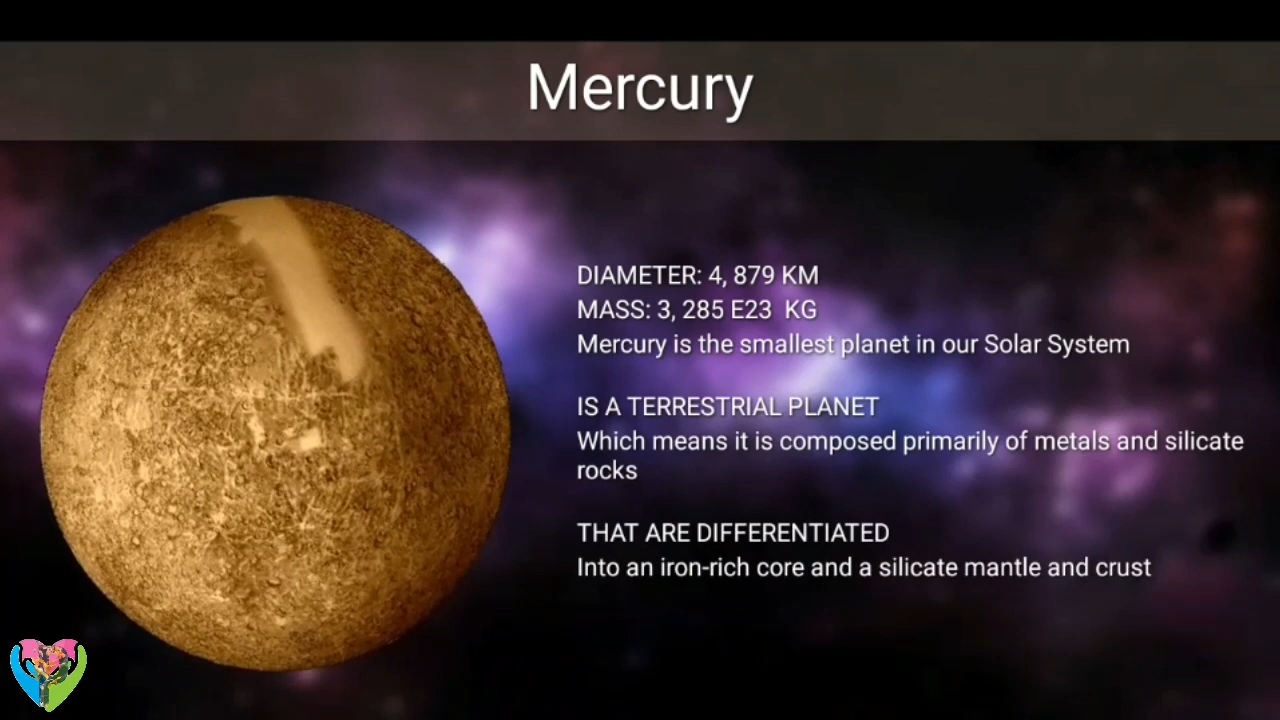 Mercury
DIAMETER: 4, 879 KM
MASS: 3, 285 E23  KG
Mercury is the smallest planet in our Solar System
IS A TERRESTRIAL PLANET
Which means it is composed primarily of metals and silicate
rocks
THAT ARE DIFFERENTIATED
Into an iron-rich core and a silicate mantle and crust